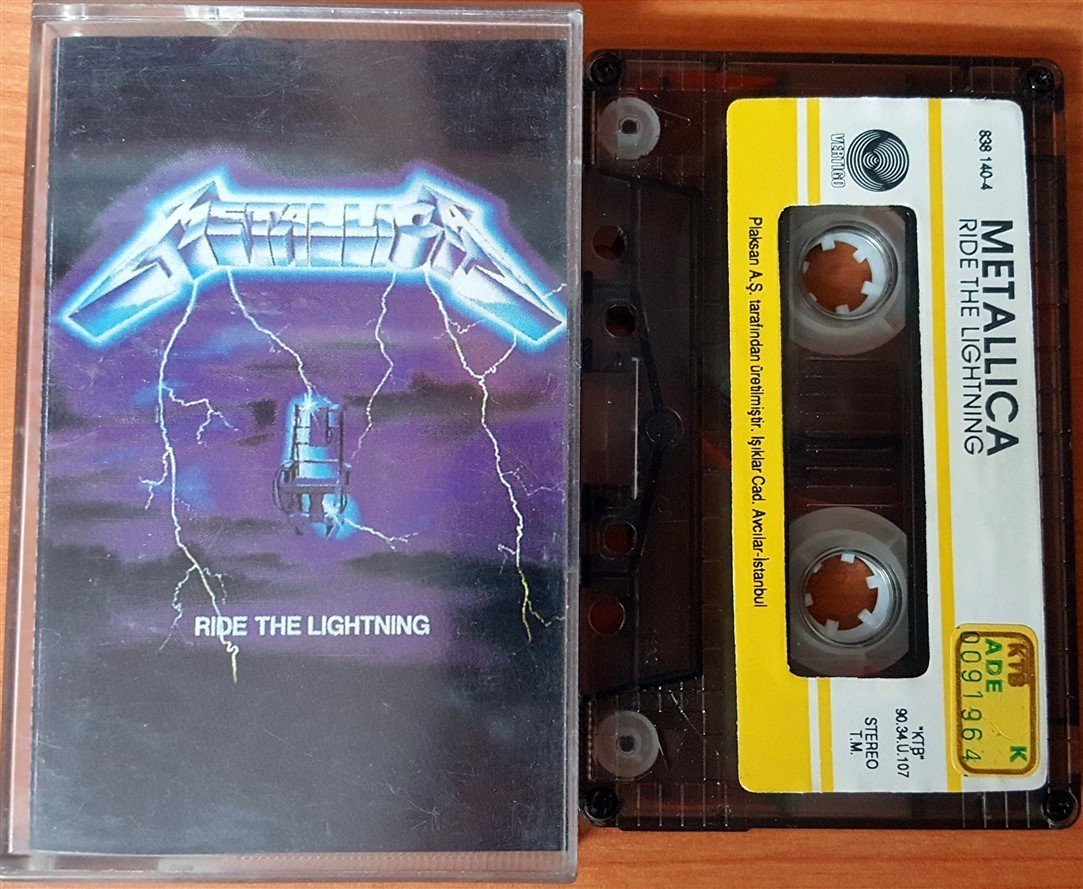 METALLICA
RIDE THE LIGHTNING
838 140-4
METALLICA
RIDE THE LIGHTNING
VERTIGO
Plaksan A.Ş. tarafından üretilmiştir. Işıklar Cad. Avcılar-İstanbul
"KTB"
90.34.Ü.107
STEREO
T.M.
KTB K
ADE
0091964